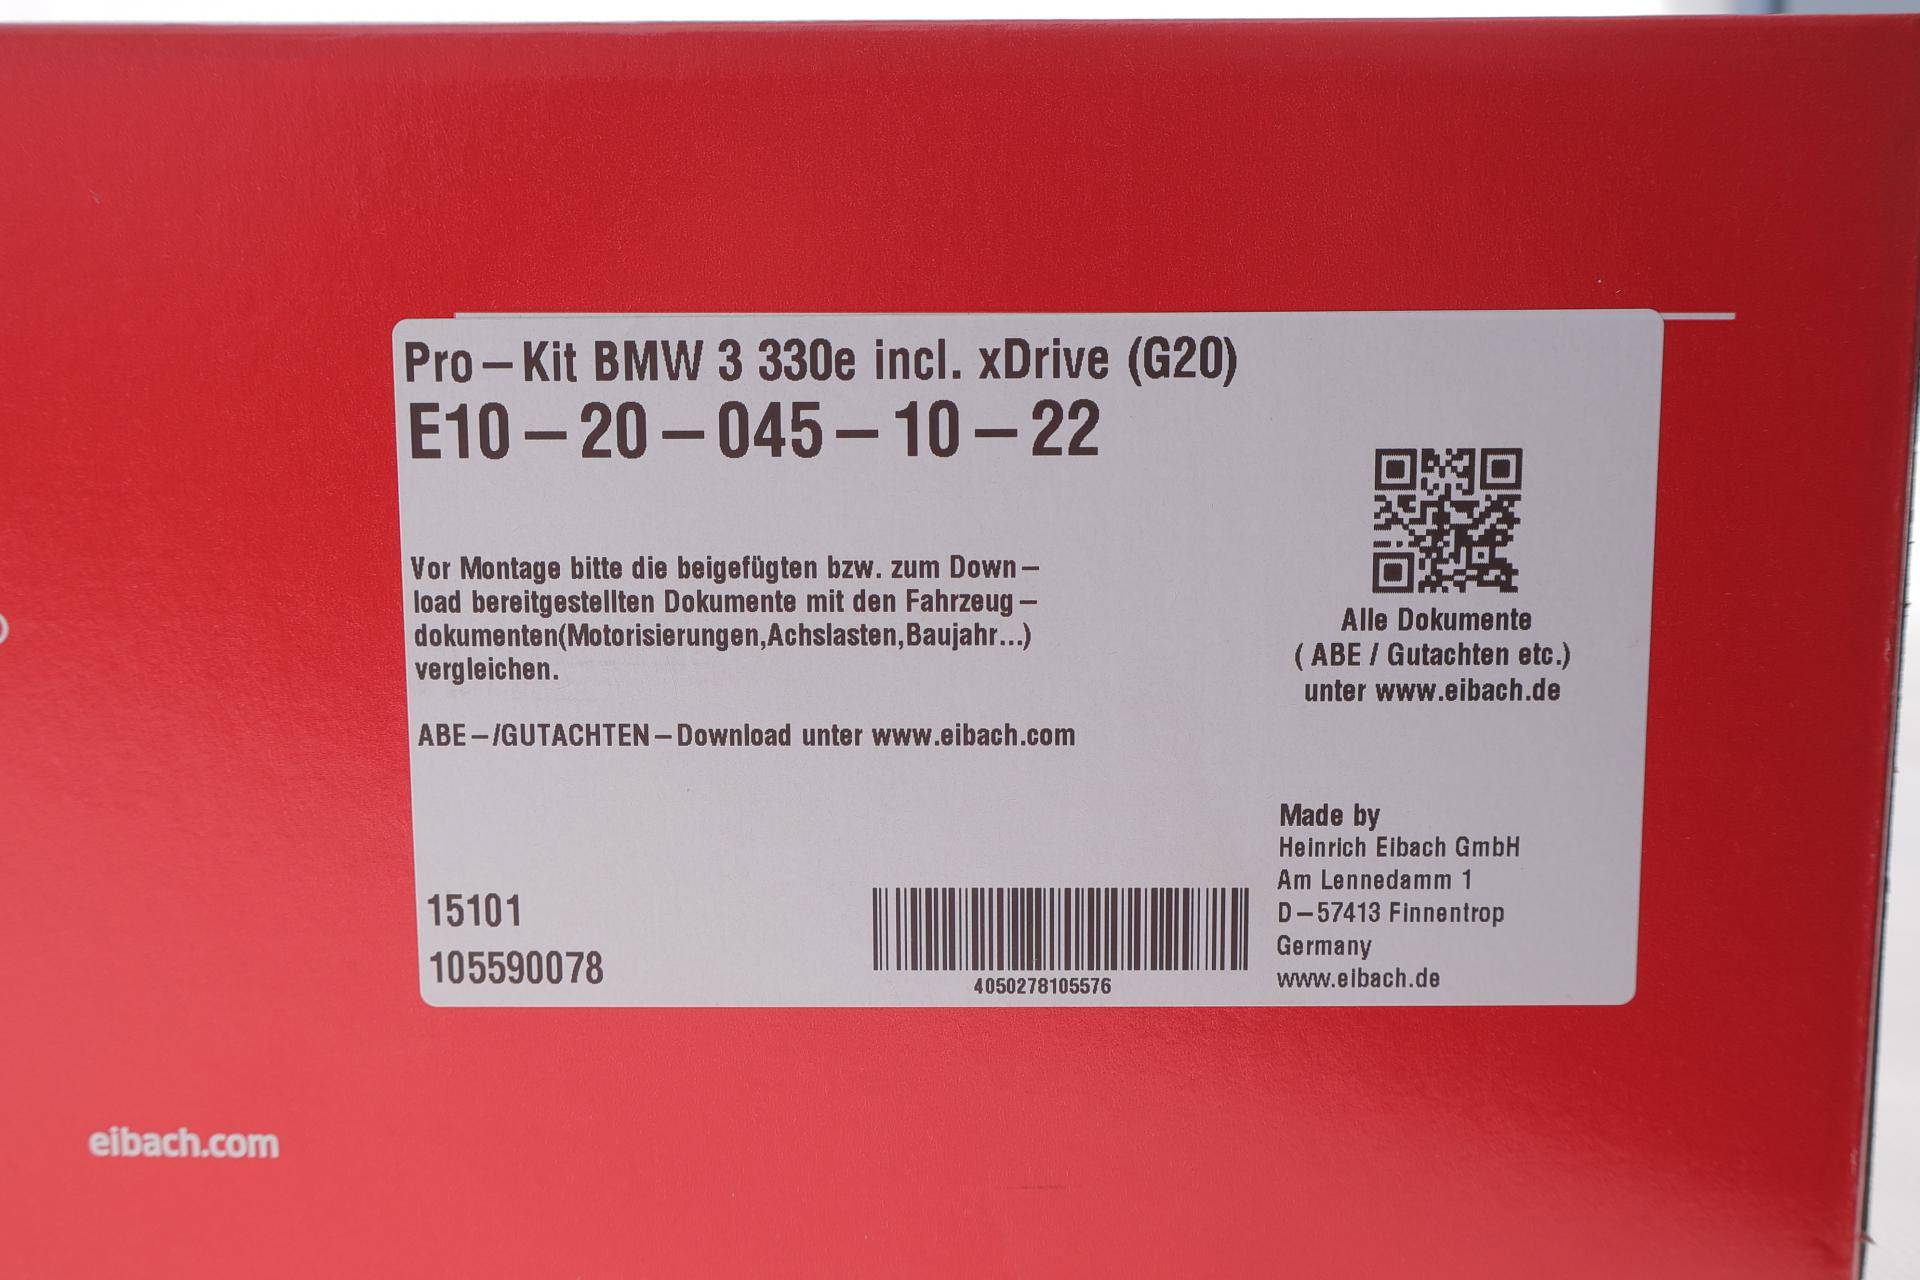 Pro-Kit BMW 3 330e incl. xDrive (G20)
E10-20-045-10-22
Vor Montage bitte die beigefügten bzw. zum Down-
load bereitgestellten Dokumente mit den Fahrzeug-
dokumenten(Motorisierungen,Achslasten,Baujahr...)
vergleichen.
ABE-/GUTACHTEN-Download unter www.eibach.com
Alle Dokumente
( ABE / Gutachten etc.)
unter www.eibach.de
15101
105590078
4050278105576
Made by
Heinrich Eibach GmbH
Am Lennedamm 1
D-57413 Finnentrop
Germany
www.eibach.de
eibach.com